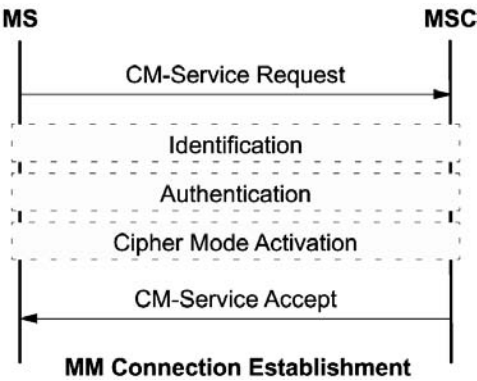 MS MSC
CM-Service Request
Identification
Authentication
Cipher Mode Activation
CM-Service Accept
MM Connection Establishment